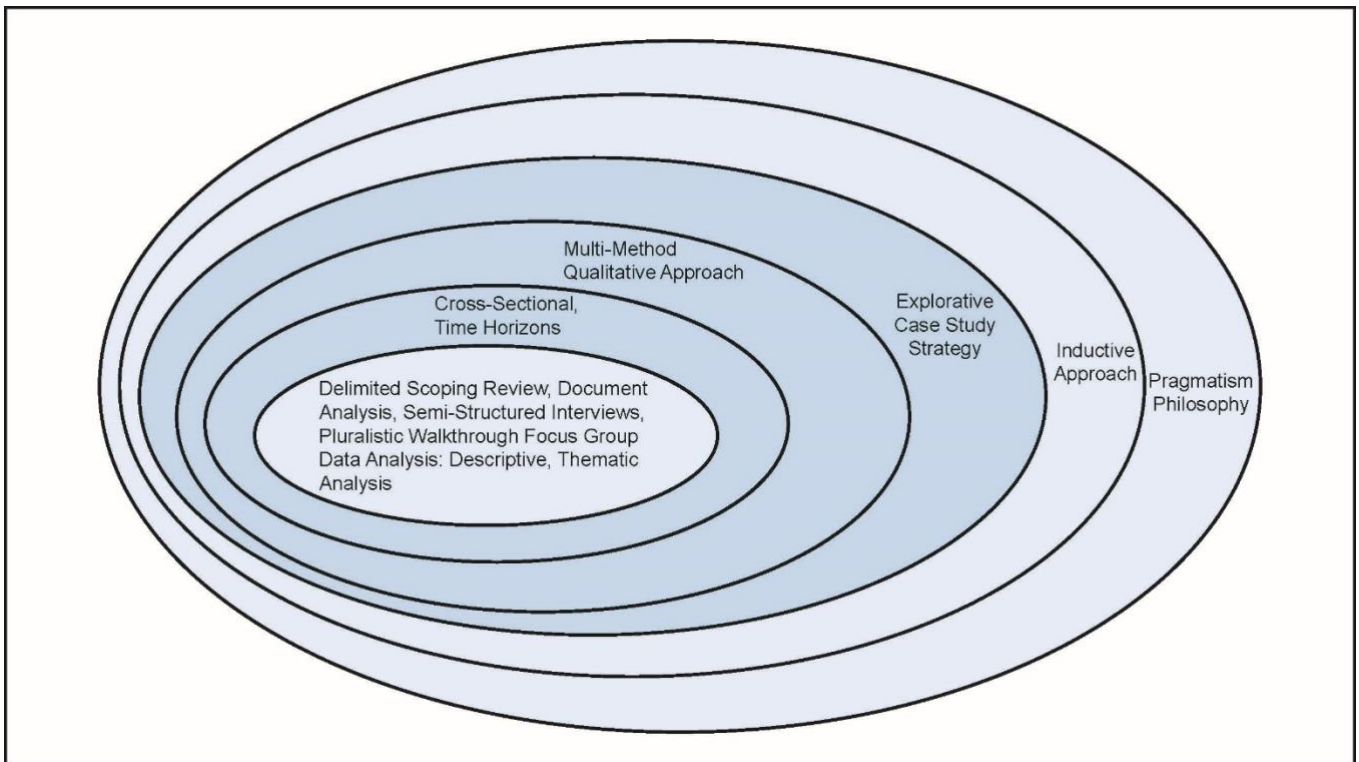 Multi-Method
Qualitative Approach
Cross-Sectional,
Time Horizons
Explorative
Case Study
Strategy
Inductive
Approach
Pragmatism
Philosophy
Delimited Scoping Review, Document
Analysis, Semi-Structured Interviews,
Pluralistic Walkthrough Focus Group
Data Analysis: Descriptive, Thematic
Analysis